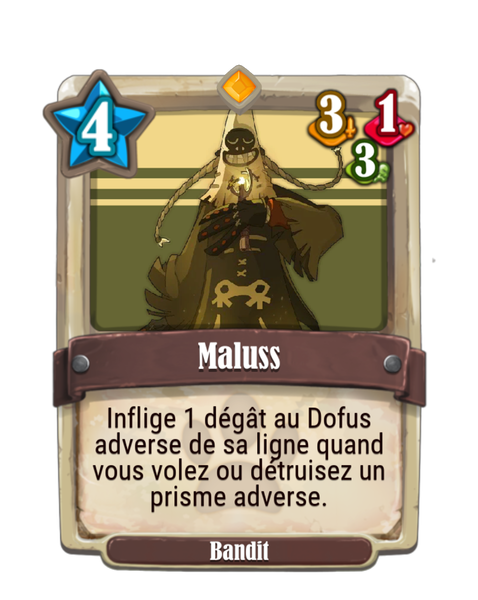 4
3
1
3
Maluss
Inflige 1 dégât au Dofus
adverse de sa ligne quand
vous volez ou détruisez un
prisme adverse.
Bandit